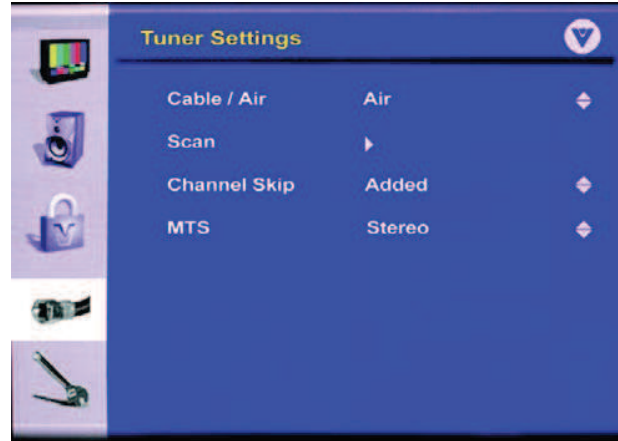 Tuner Settings
Cable / Air Air
Scan
Channel Skip Added
MTS Stereo